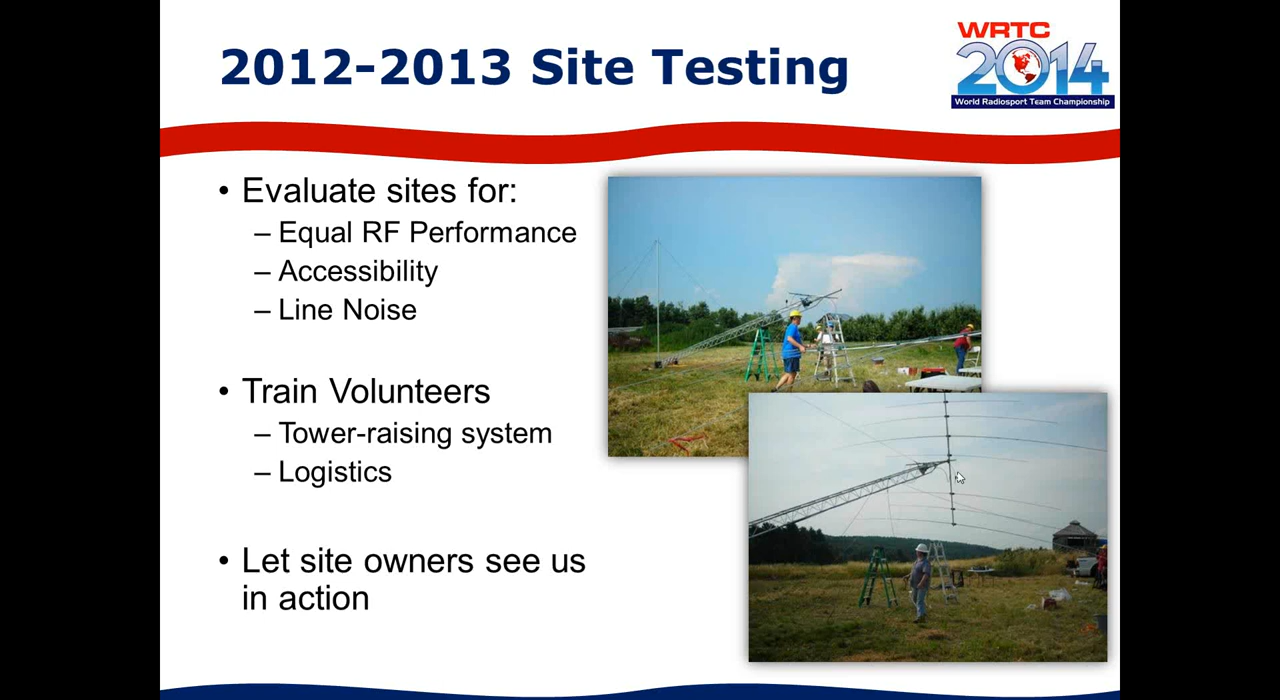 2012-2013 Site Testing
WRTC
2014
World Radiosport Team Championship
• Evaluate sites for:
– Equal RF Performance
– Accessibility
– Line Noise
• Train Volunteers
– Tower-raising system
– Logistics
• Let site owners see us
in action